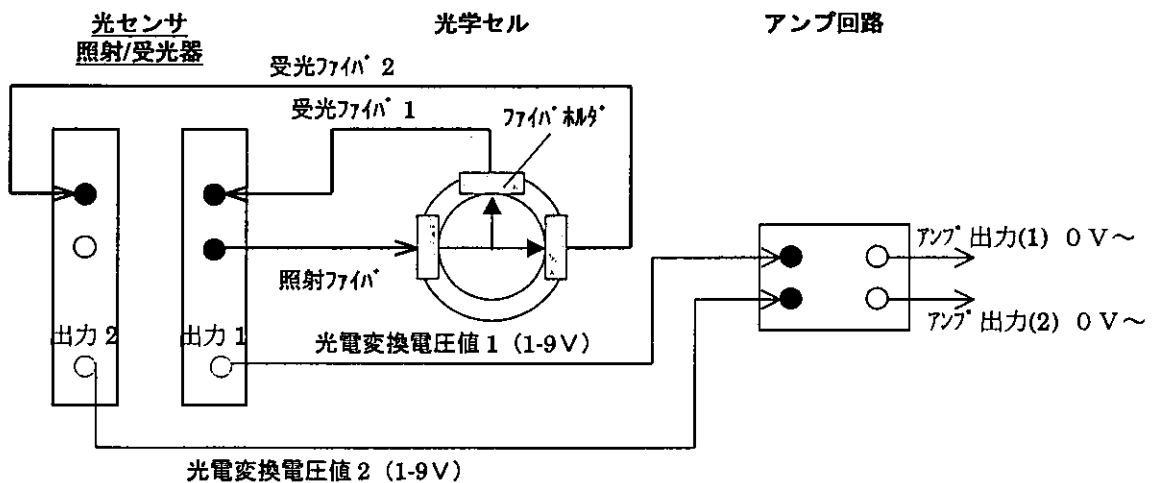 光センサ
照射/受光器
光学セル
アンプ回路
受光ﾌｧｲﾊﾞ 2
受光ﾌｧｲﾊﾞ 1
ﾌｧｲﾊﾞﾎﾙﾀﾞ
照射ﾌｧｲﾊﾞ
ｱﾝﾌﾟ出力(1) 0V～
ｱﾝﾌﾟ出力(2) 0V～
出力 2
出力 1
光電変換電圧値 1 (1-9V)
光電変換電圧値 2 (1-9V)